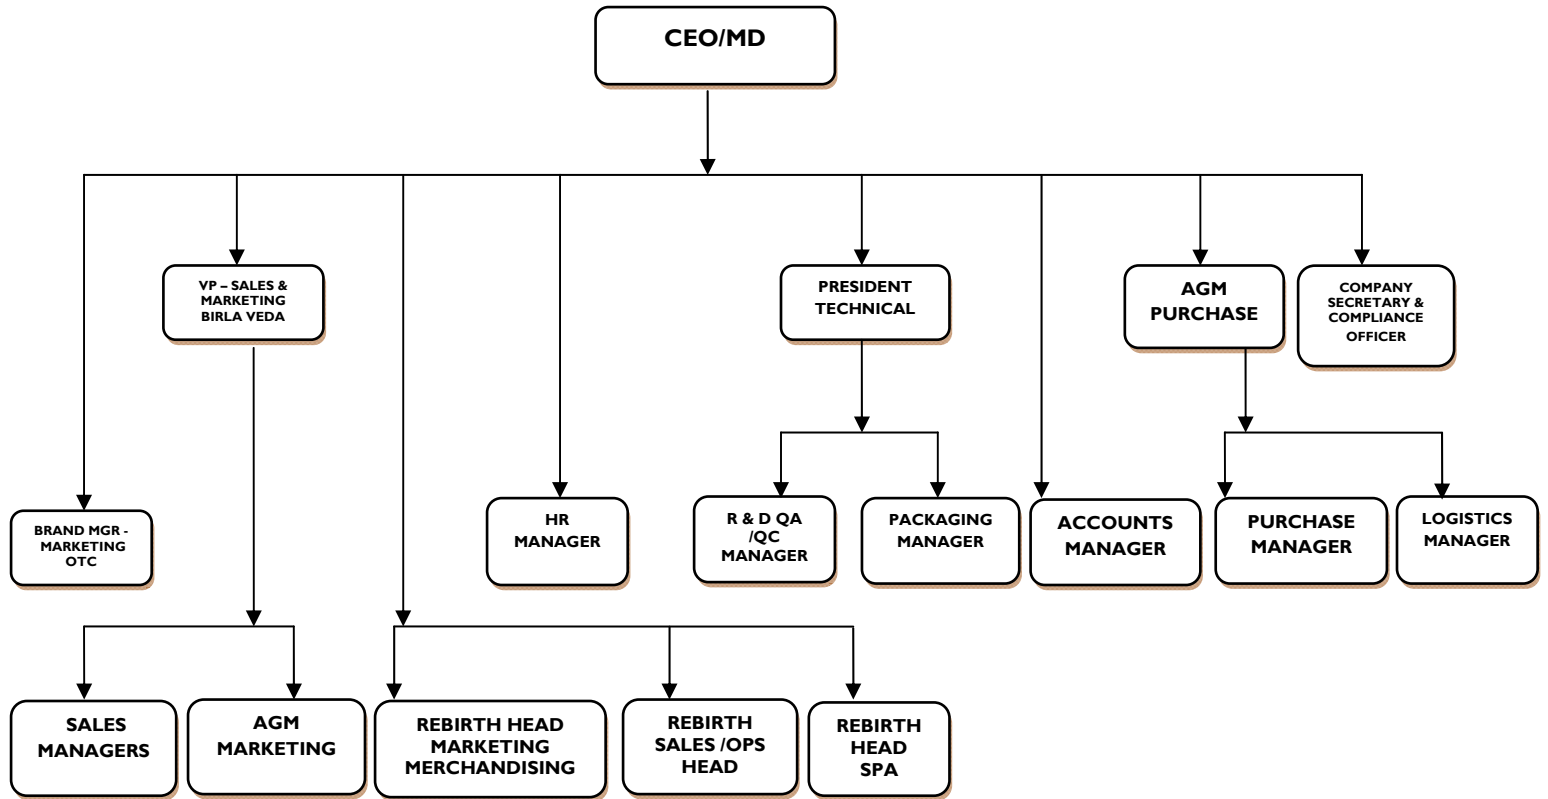 CEO/MD
VP – SALES &
MARKETING
BIRLA VEDA
PRESIDENT
TECHNICAL
AGM
PURCHASE
COMPANY
SECRETARY &
COMPLIANCE
OFFICER
BRAND MGR -
MARKETING
OTC
HR
MANAGER
R & D QA
/QC
MANAGER
PACKAGING
MANAGER
ACCOUNTS
MANAGER
PURCHASE
MANAGER
LOGISTICS
MANAGER
SALES
MANAGERS
AGM
MARKETING
REBIRTH HEAD
MARKETING
MERCHANDISING
REBIRTH
SALES /OPS
HEAD
REBIRTH
HEAD
SPA